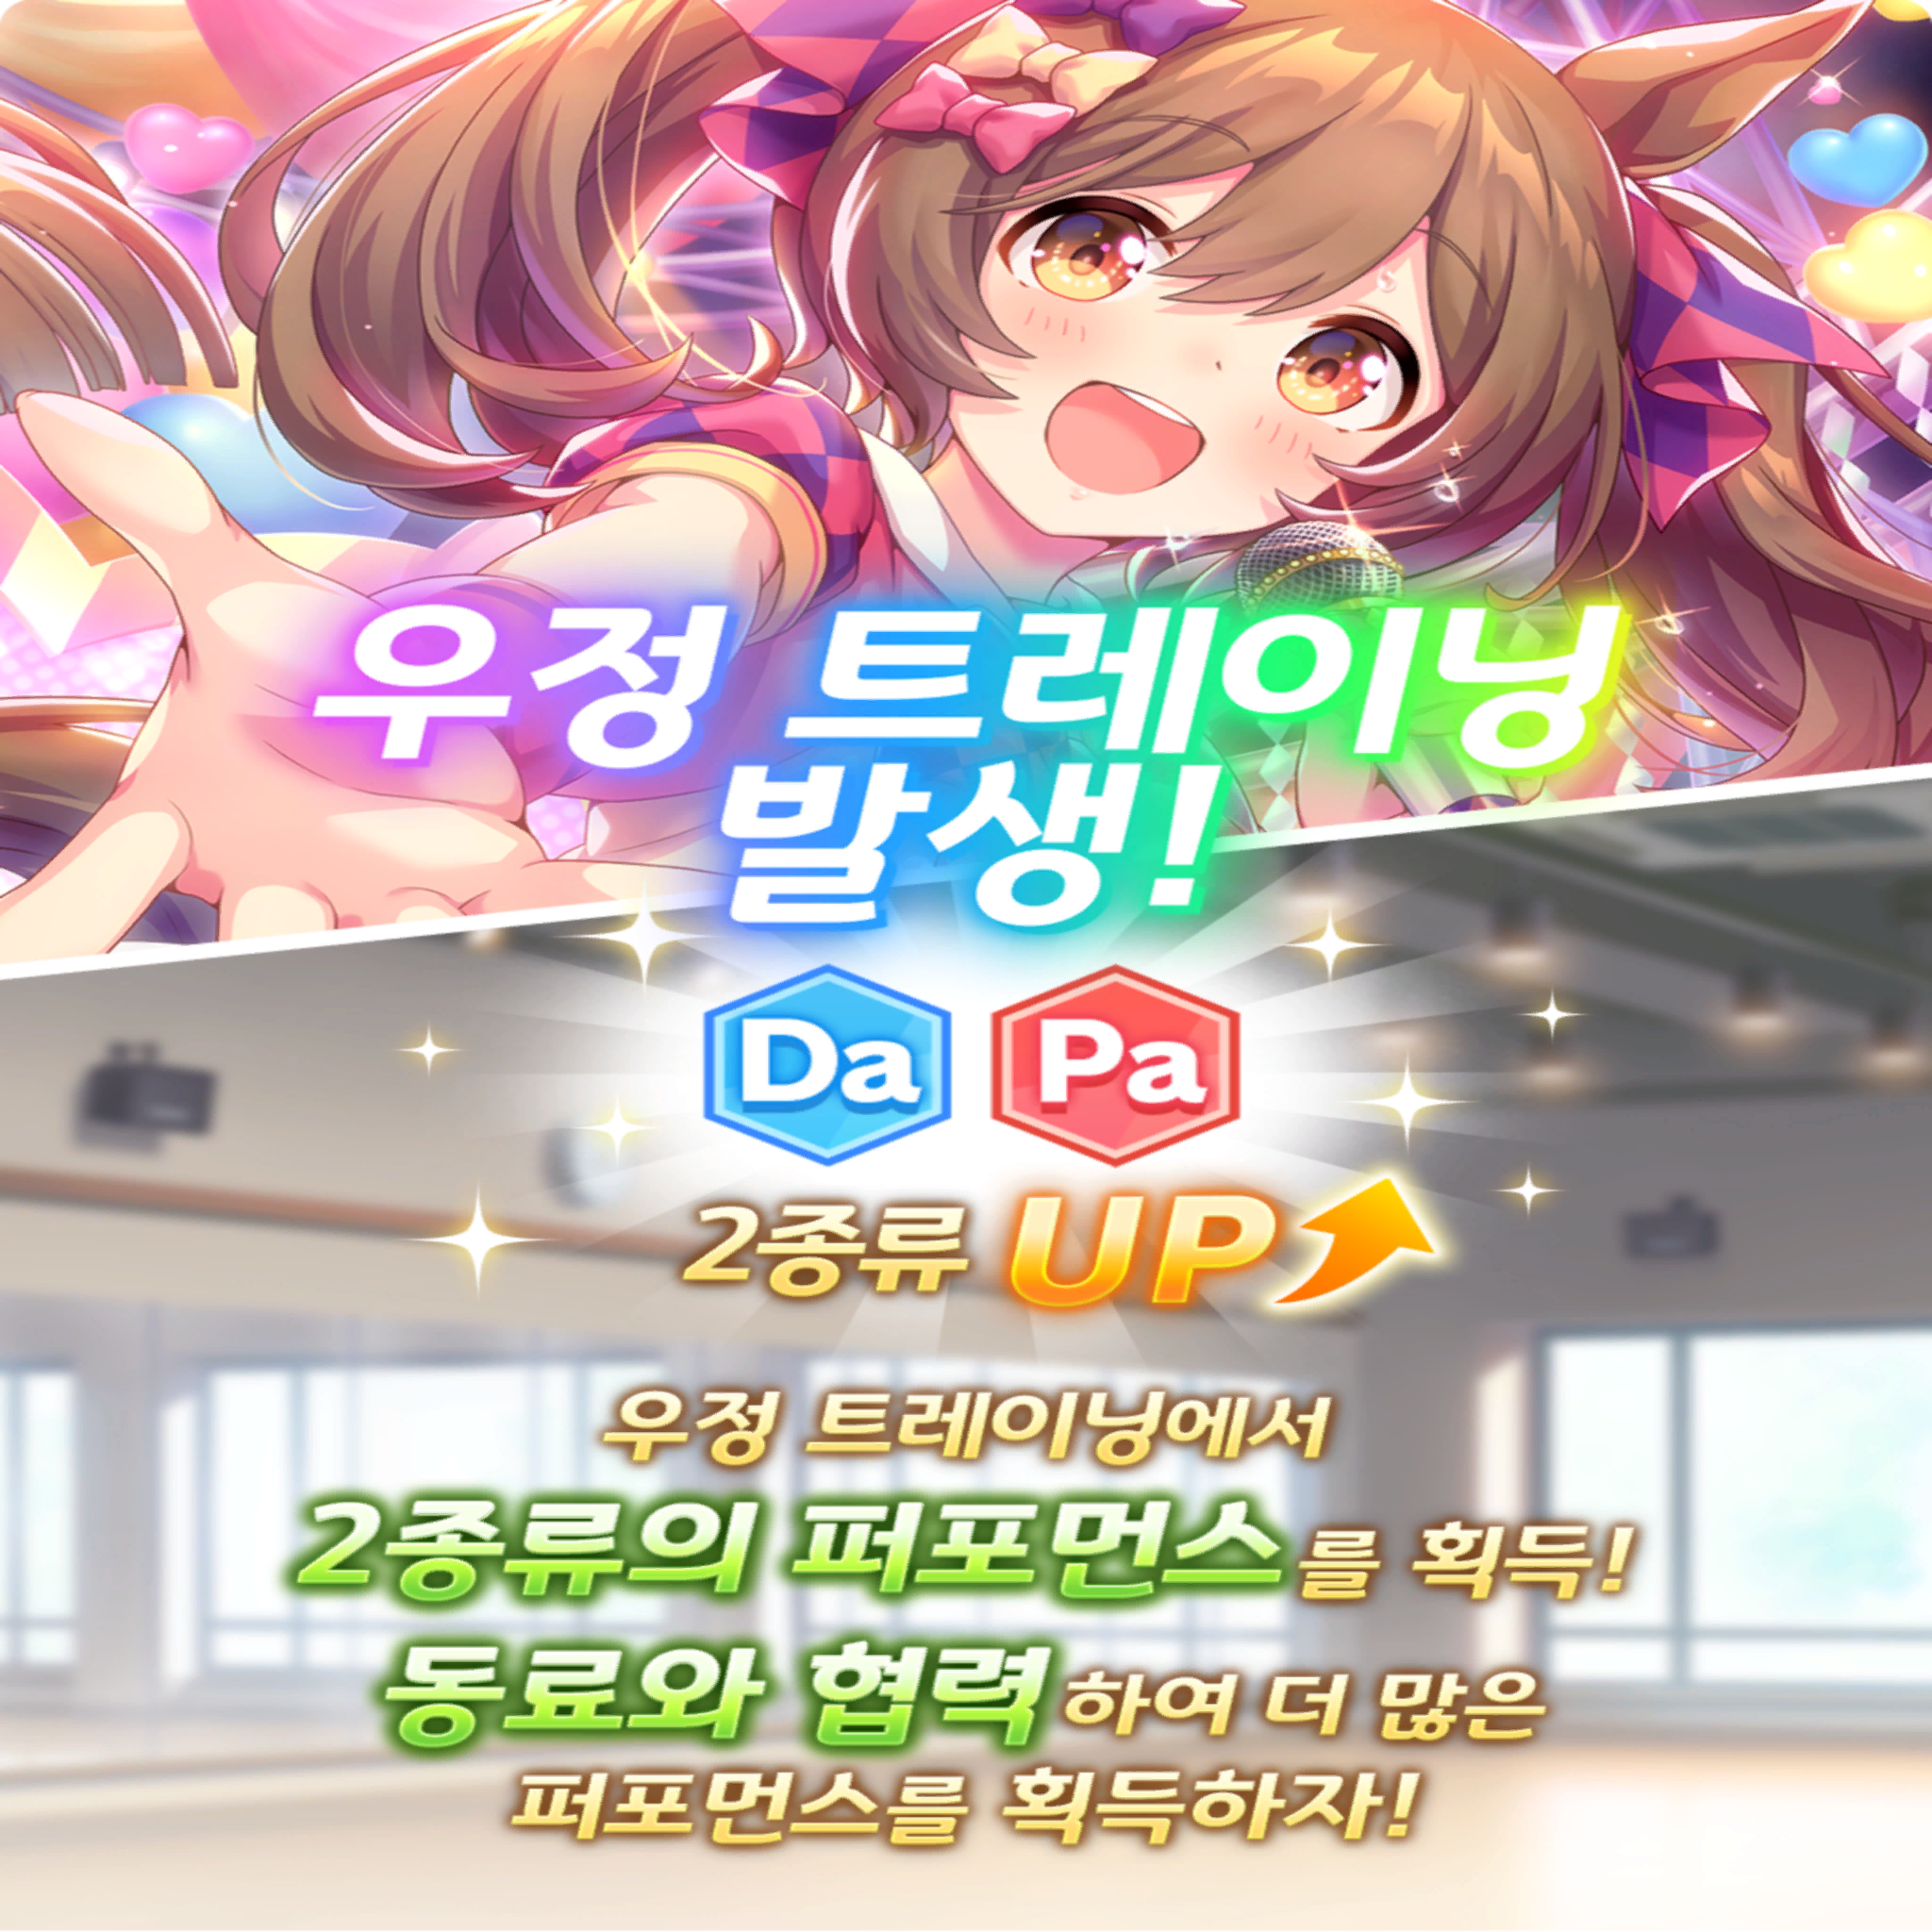 우정 트레이닝
발생!
Da Pa
2종류 UP
우정 트레이닝에서
2종류의 퍼포먼스를 획득!
동료와 협력하여 더 많은
퍼포먼스를 획득하자!